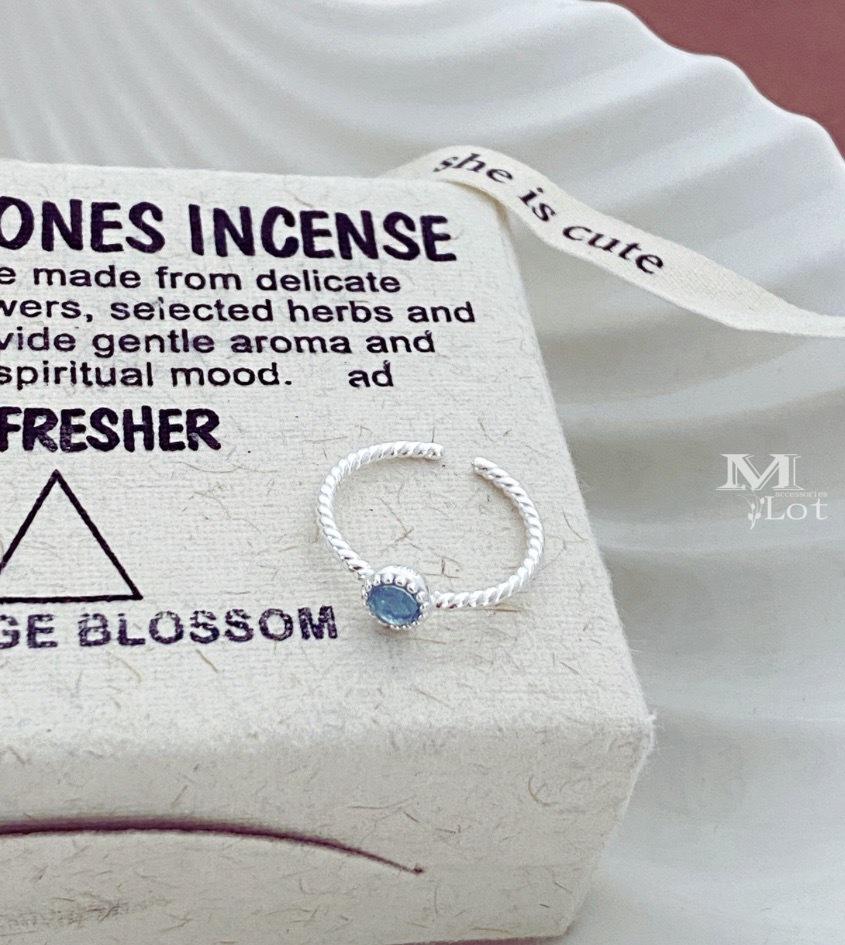 ONES INCENSE
e made from delicate
wers, selected herbs and
vide gentle aroma and
spiritual mood. ad
FRESHER
GE BLOSSOM
she is cute
M
accessories
Lot